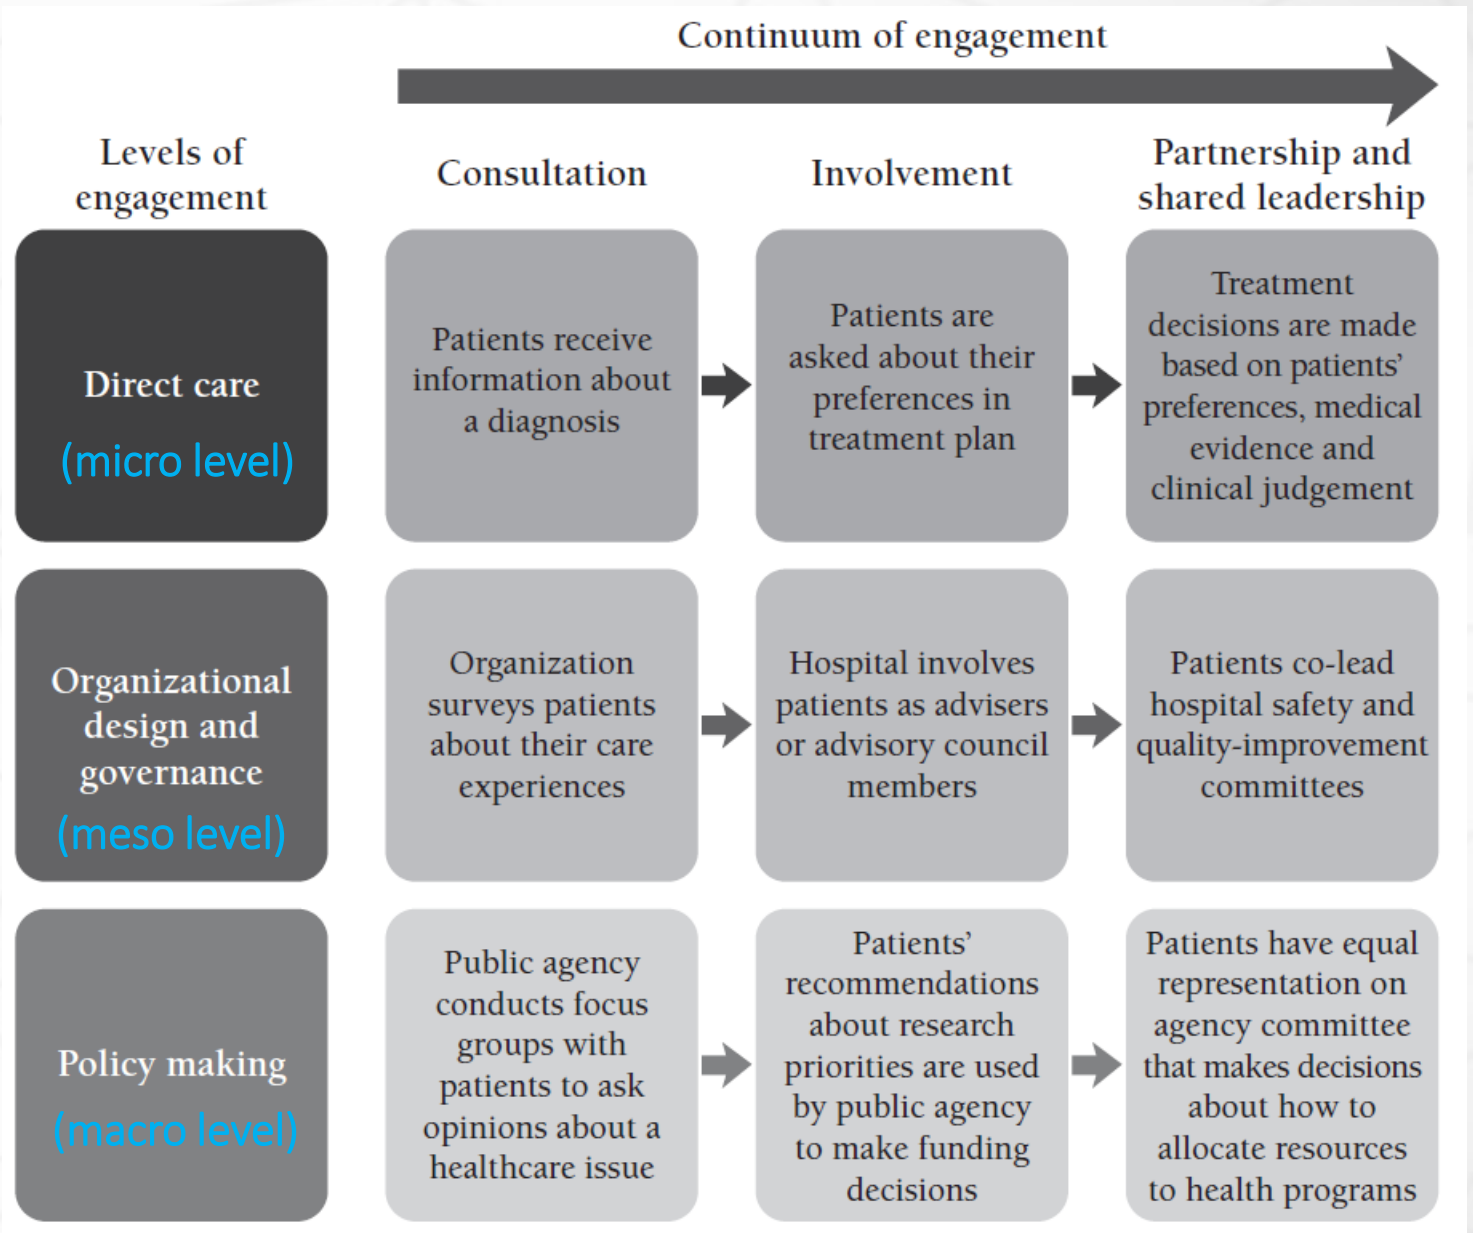 Continuum of engagement
Levels of
engagement
Consultation
Involvement
Partnership and
shared leadership
Direct care
(micro level)
Patients receive
information about
a diagnosis
Patients are
asked about their
preferences in
treatment plan
Treatment
decisions are made
based on patients’
preferences, medical
evidence and
clinical judgement
Organizational
design and
governance
(meso level)
Organization
surveys patients
about their care
experiences
Hospital involves
patients as advisers
or advisory council
members
Patients co-lead
hospital safety and
quality-improvement
committees
Policy making
(macro level)
Public agency
conducts focus
groups with
patients to ask
opinions about a
healthcare issue
Patients’
recommendations
about research
priorities are used
by public agency
to make funding
decisions
Patients have equal
representation on
agency committee
that makes decisions
about how to
allocate resources
to health programs